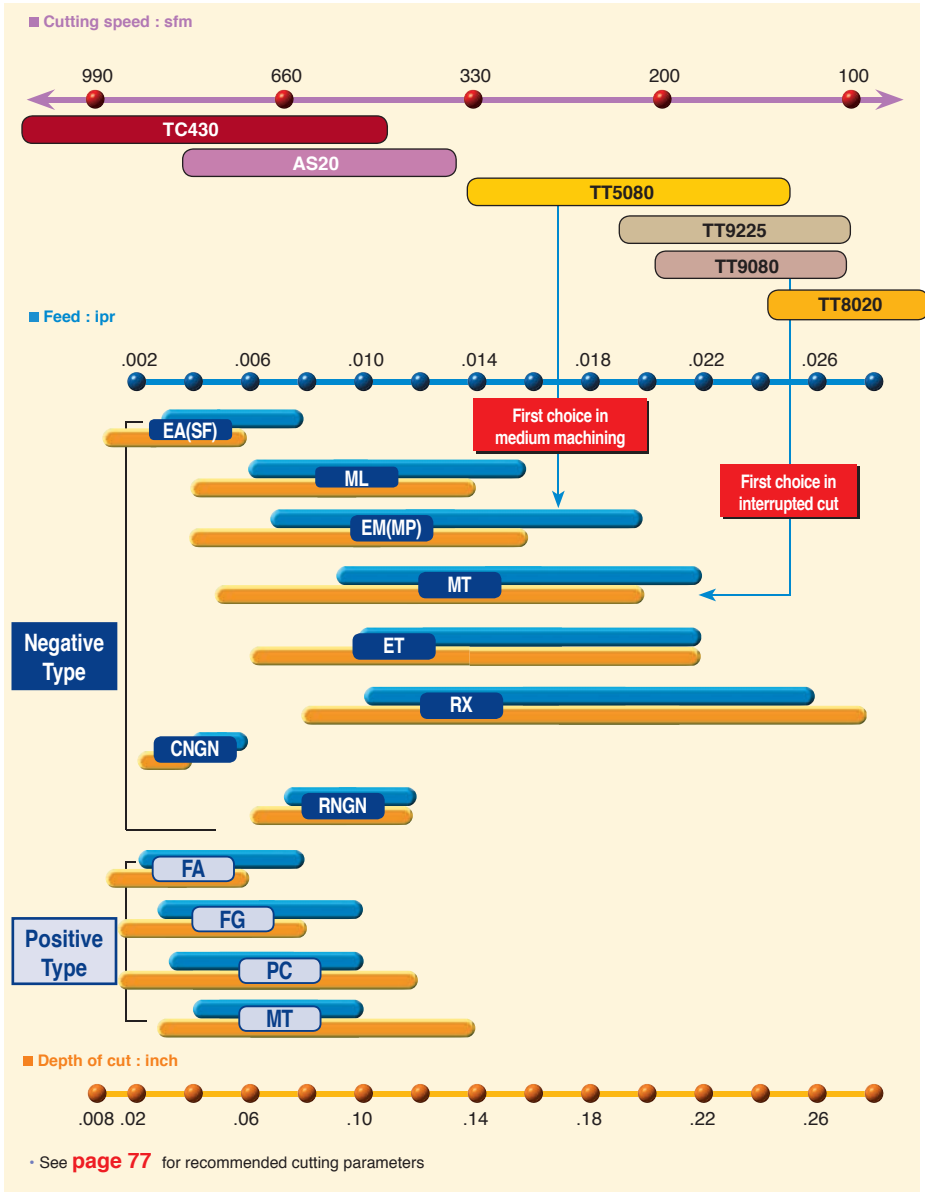 Cutting speed : sfm
990 660 330 200 100
TC430
AS20
TT5080
TT9225
TT9080
TT8020
Feed : ipr
.002 .006 .010 .014 .018 .022 .026
First choice in
medium machining
EA(SF)
ML
First choice in
interrupted cut
EM(MP)
MT
Negative
Type
ET
RX
CNGN
RNGN
FA
FG
Positive
Type
PC
MT
Depth of cut : inch
.008 .02 .06 .10 .14 .18 .22 .26
• See page 77 for recommended cutting parameters